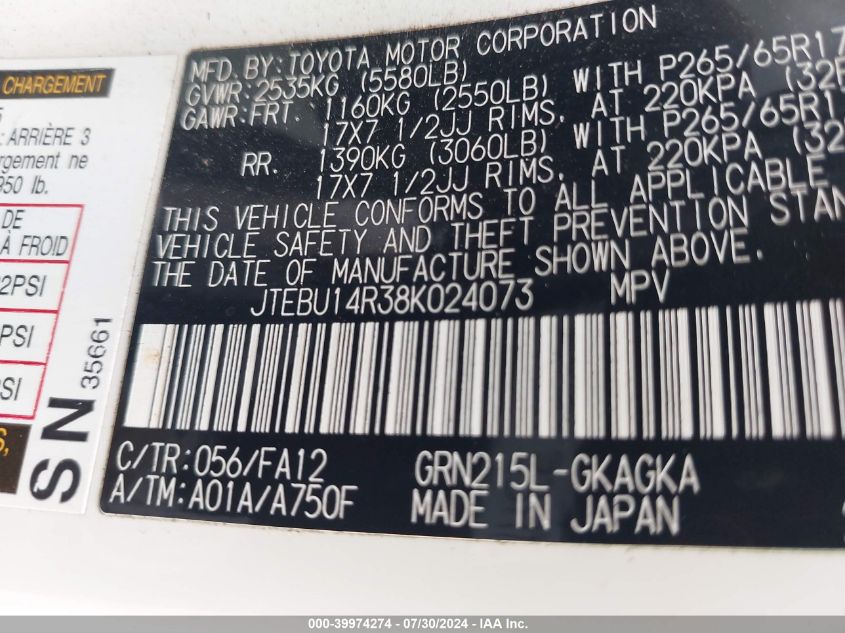 CHARGEMENT
ARRIÈRE 3
ne
950 lb.
DE
À FROID
2PSI
PSI
SI
SN 35661
MFD. BY: TOYOTA MOTOR CORPORATION
GVWR: 2535KG (5580LB)
GAWR: FRT. 1160KG (2550LB) WITH P265/65R17
17X7 1/2JJ RIMS, AT 220KPA (32P
RR. 1390KG (3060LB) WITH P265/65R1
17X7 1/2JJ RIMS, AT 220KPA (32
THIS VEHICLE CONFORMS TO ALL APPLICABLE
VEHICLE SAFETY AND THEFT PREVENTION STAN
THE DATE OF MANUFACTURE SHOWN ABOVE.
JTEBU14R38K024073 MPV
C/TR: 056/FA12 GRN215L-GKAGKA
A/TM: A01A/A750F MADE IN JAPAN
000-39974274 / 07/30/2024 - IAA Inc.